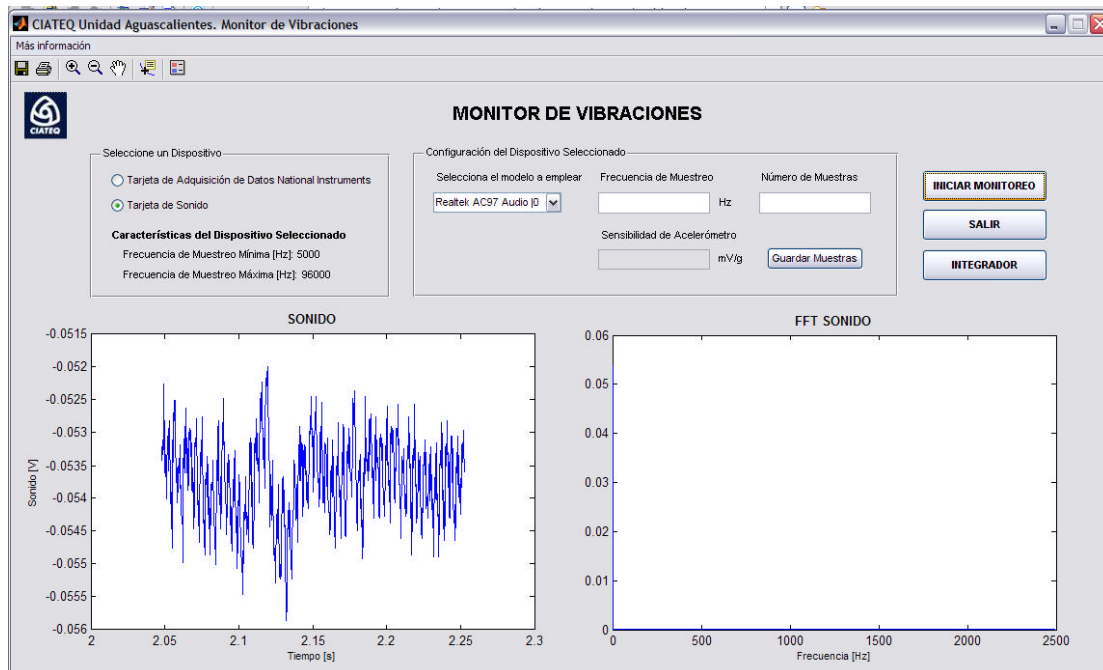 CIATEQ Unidad Aguascalientes. Monitor de Vibraciones
Más información
CIATEQ
MONITOR DE VIBRACIONES
Seleccione un Dispositivo
Tarjeta de Adquisición de Datos National Instruments
Tarjeta de Sonido
Características del Dispositivo Seleccionado
Frecuencia de Muestreo Mínima [Hz]: 5000
Frecuencia de Muestreo Máxima [Hz]: 96000
Configuración del Dispositivo Seleccionado
Selecciona el modelo a emplear
Realtek AC97 Audio |0
Frecuencia de Muestreo
Hz
Número de Muestras
Sensibilidad de Acelerómetro
mV/g
Guardar Muestras
INICIAR MONITOREO
SALIR
INTEGRADOR
SONIDO
-0.0515
-0.052
-0.0525
-0.053
-0.0535
-0.054
-0.0545
-0.055
-0.0555
-0.056
Sonido [V]
2 2.05 2.1 2.15 2.2 2.25 2.3
Tiempo [s]
FFT SONIDO
0.06
0.05
0.04
0.03
0.02
0.01
0
0 500 1000 1500 2000 2500
Frecuencia [Hz]